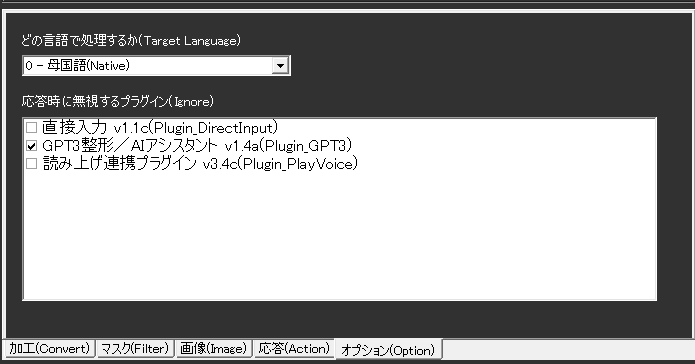 どの言語で処理するか(Target Language)
0 - 母国語(Native)
応答時に無視するプラグイン(Ignore)
直接入力 v1.1c(Plugin_DirectInput)
GPT3整形／AIアシスタント v1.4a(Plugin_GPT3)
読み上げ連携プラグイン v3.4c(Plugin_PlayVoice)
加工(Convert) マスク(Filter) 画像(Image) 応答(Action) オプション(Option)